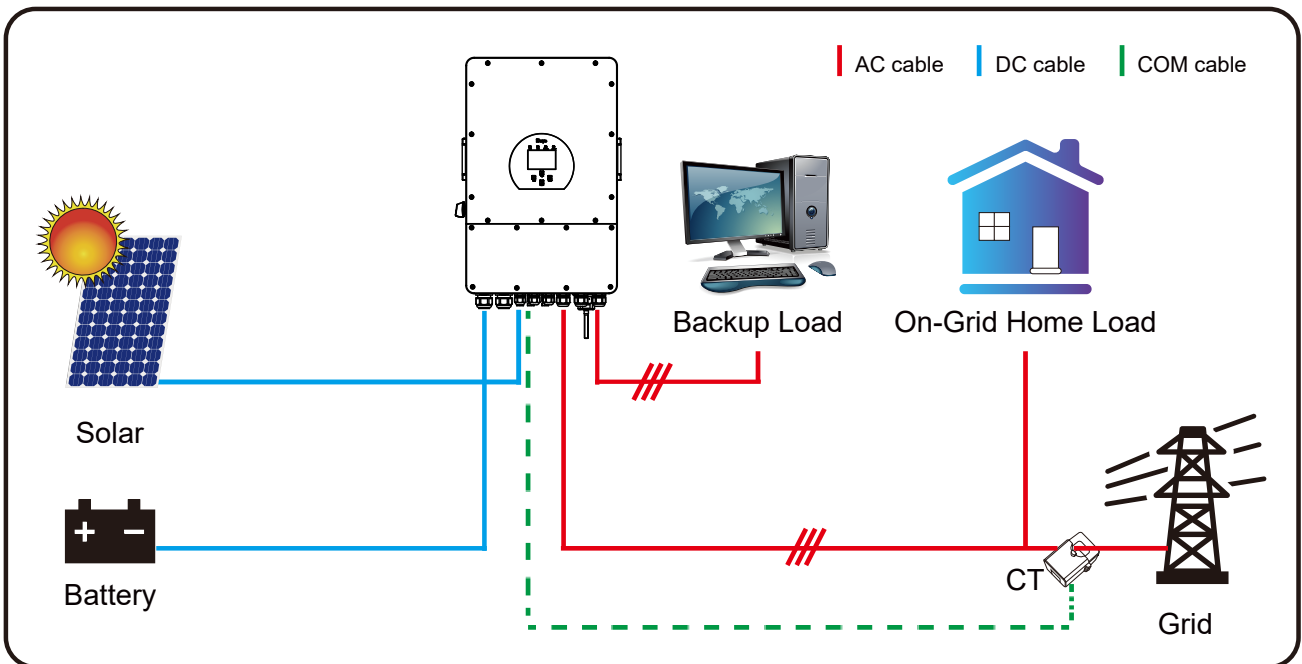 AC cable
DC cable
COM cable
Backup Load
On-Grid Home Load
Solar
Battery
CT
Grid